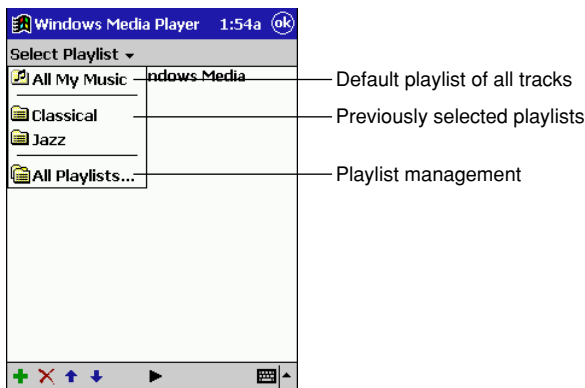 Windows Media Player 1:54a ok
Select Playlist
All My Music ndows Media
Default playlist of all tracks
Classical
Previously selected playlists
Jazz
All Playlists...
Playlist management